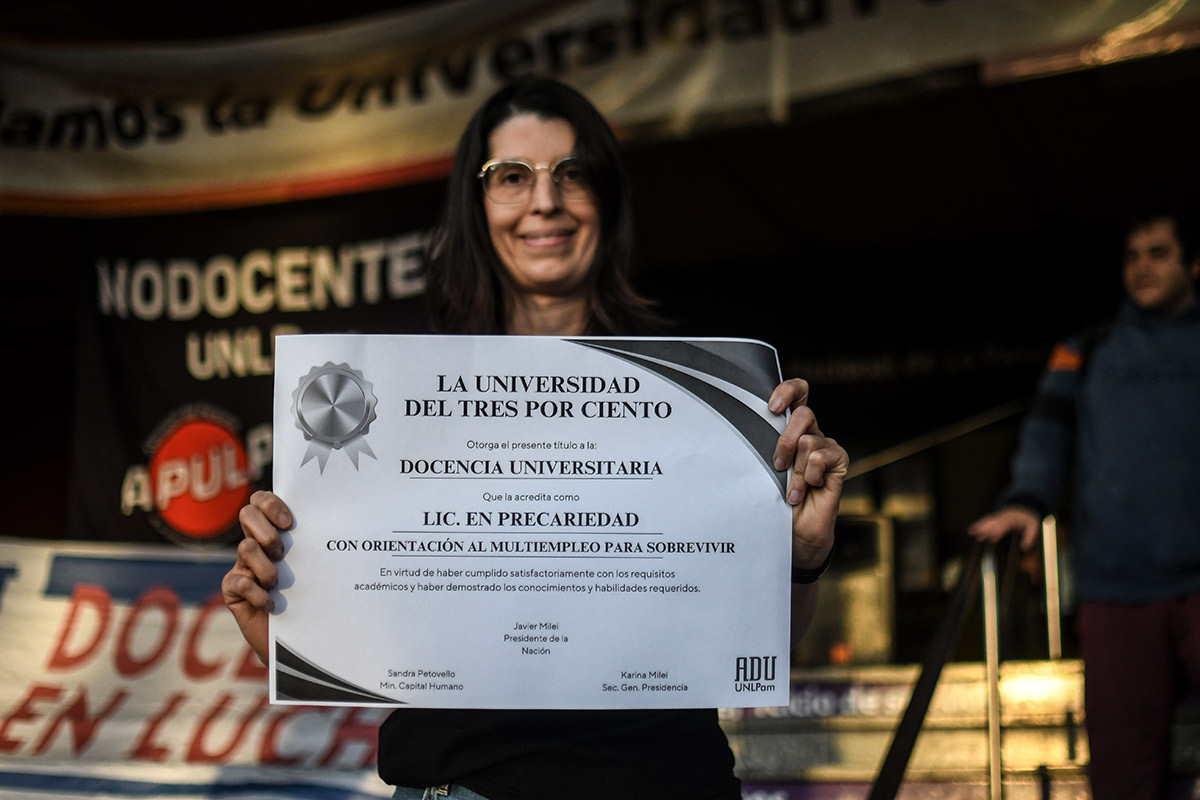 amos la Universidad P
NODOCENTE
UNLP
APULP
DOC
EN LUCH
LA UNIVERSIDAD
DEL TRES POR CIENTO
Otorga el presente título a la:
DOCENCIA UNIVERSITARIA
Que la acredita como
LIC. EN PRECARIEDAD
CON ORIENTACIÓN AL MULTIEMPLEO PARA SOBREVIVIR
En virtud de haber cumplido satisfactoriamente con los requisitos
académicos y haber demostrado los conocimientos y habilidades requeridos.
Javier Milei
Presidente de la
Nación
Sandra Petovello
Min. Capital Humano
Karina Milei
Sec. Gen. Presidencia
ADU
UNLPam